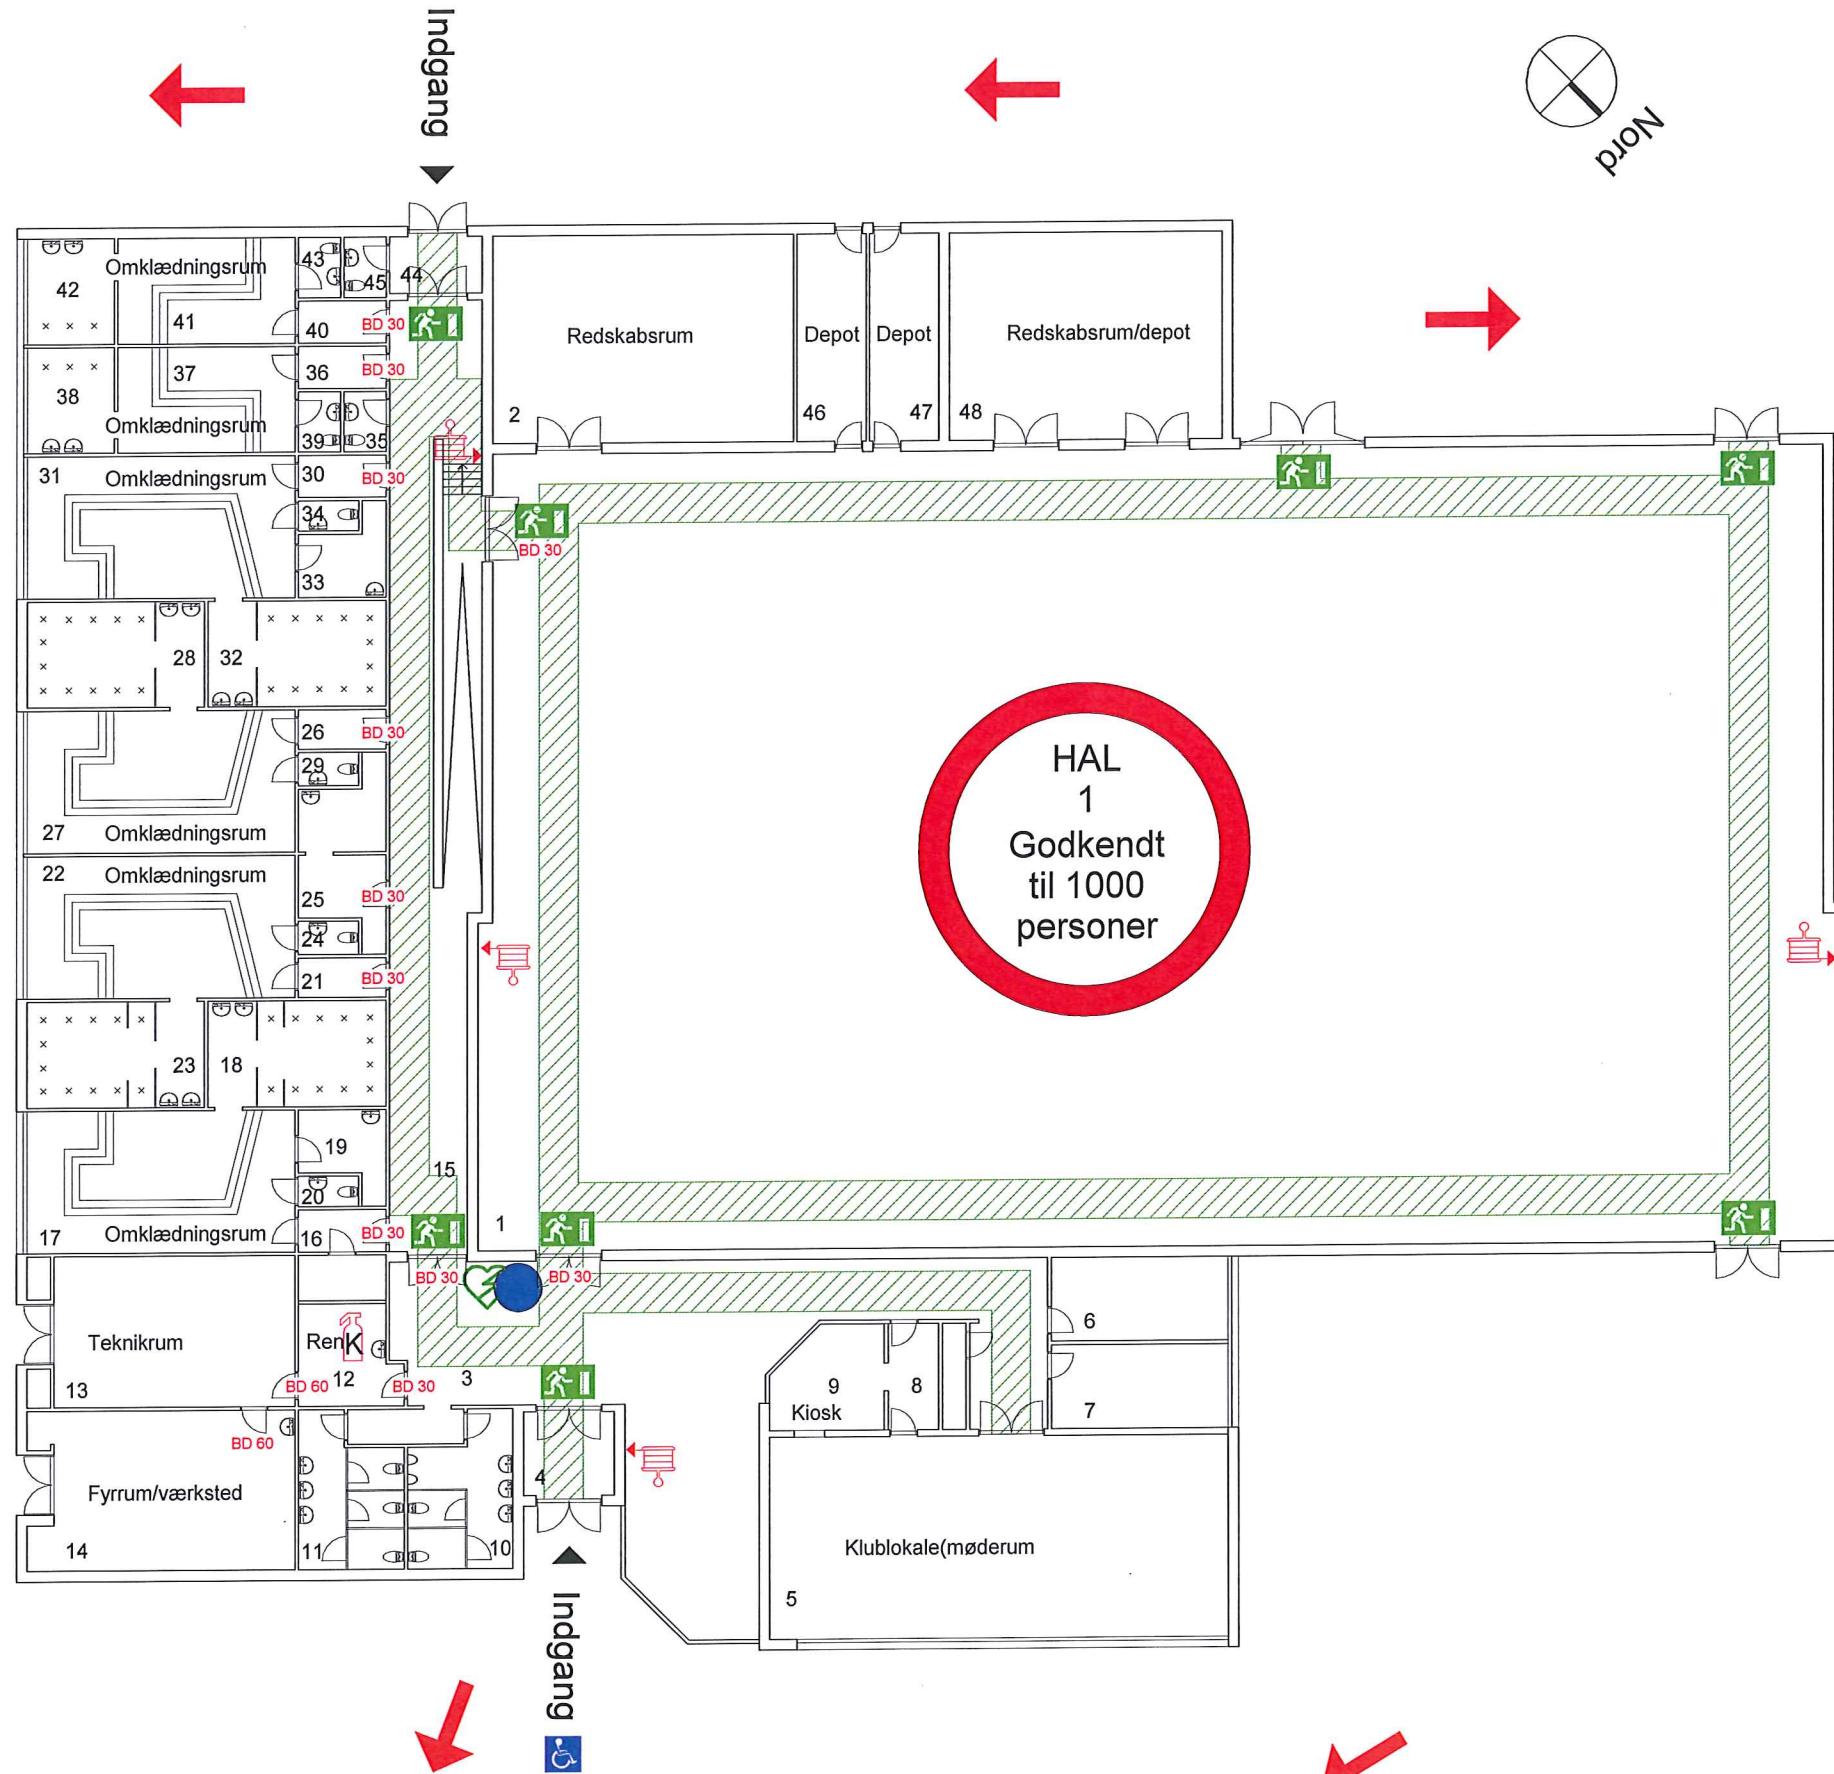 Indgang
Nord
Omklædningsrum
42
41
43
45
44
40
BD 30
36
BD 30
37
38
Omklædningsrum
39
35
Redskabsrum
2
Depot
46
Depot
47
Redskabsrum/depot
48
31
Omklædningsrum
30
BD 30
34
33
BD 30
28
32
26
BD 30
29
27
Omklædningsrum
22
Omklædningsrum
25
BD 30
24
21
BD 30
HAL
1
Godkendt
til 1000
personer
23
18
19
15
20
17
Omklædningsrum
16
BD 30
1
BD 30
BD 30
Teknikrum
13
Ren
K
12
BD 60
BD 30
3
6
7
9
8
Kiosk
BD 60
Fyrrum/værksted
14
11
10
4
Klublokale(møderum
5
Indgang